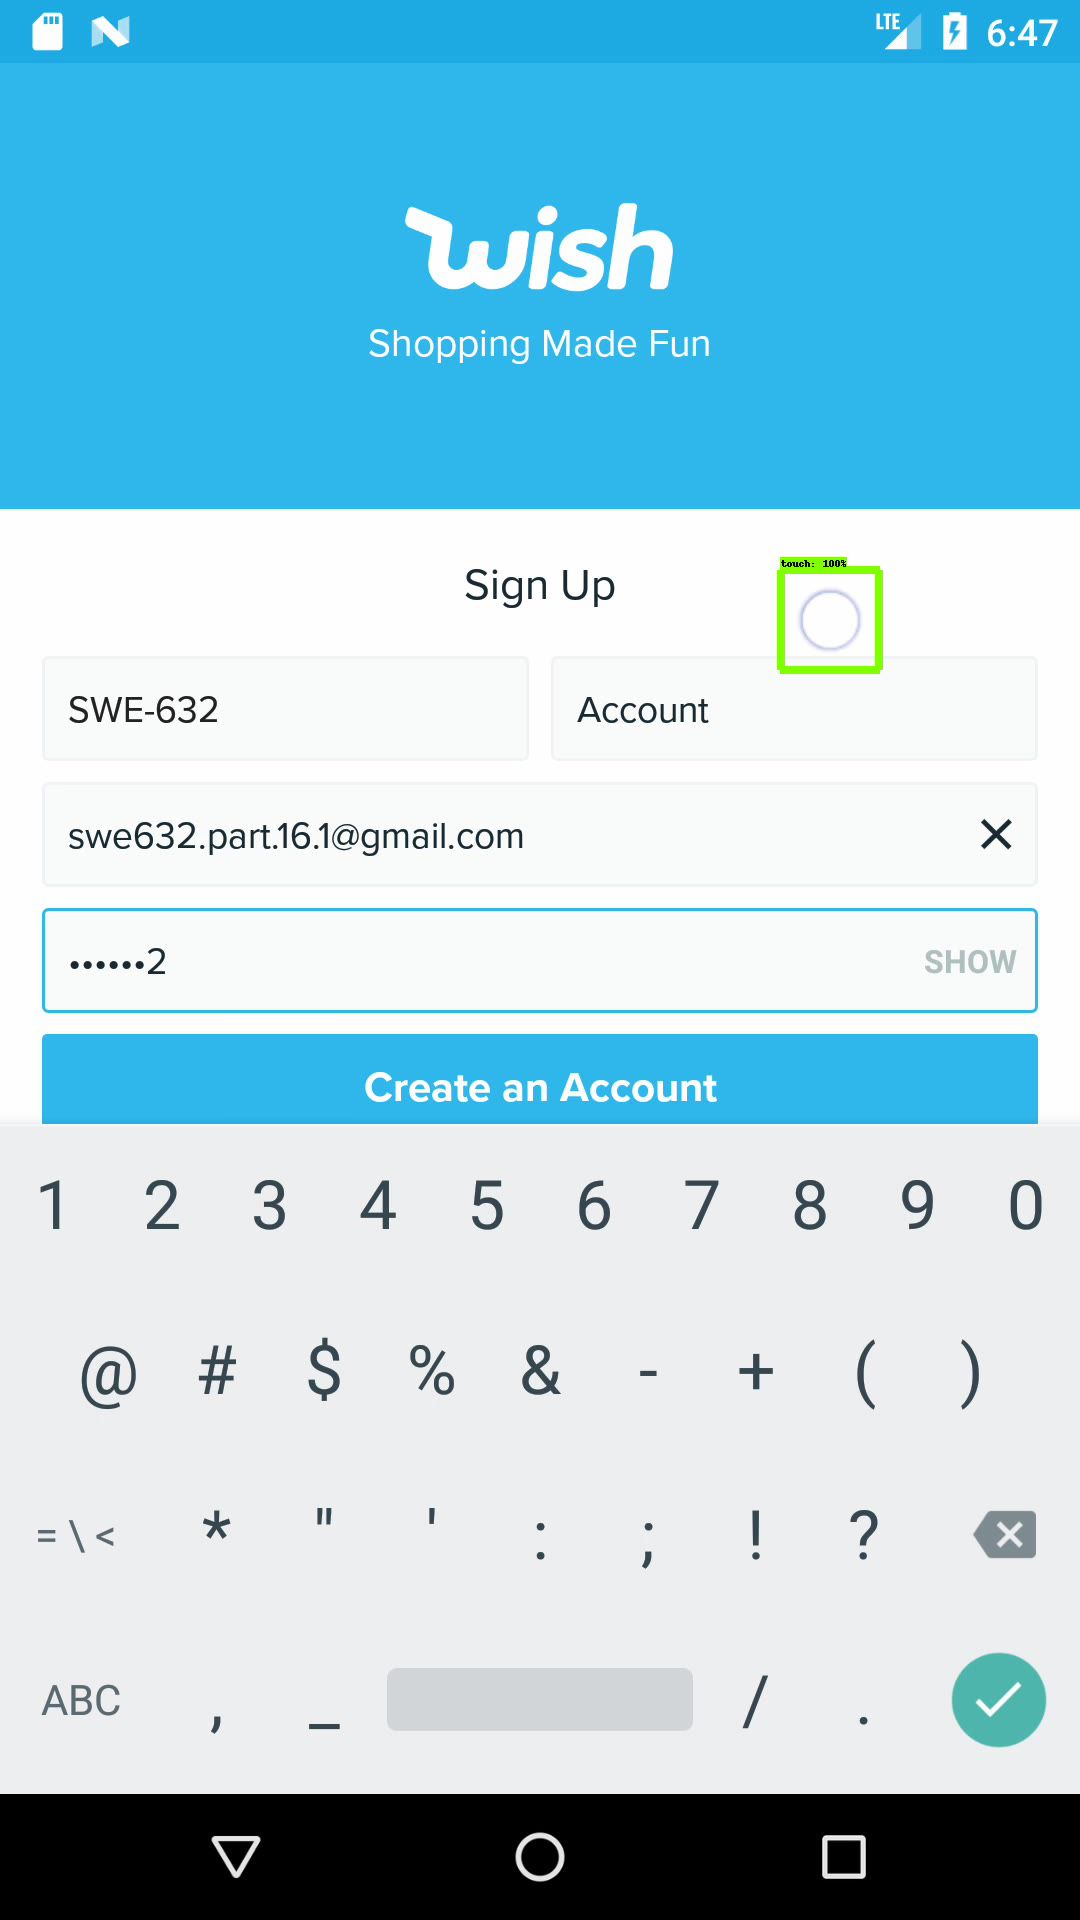 LTE 6:47
wish
Shopping Made Fun
touch: 100%
Sign Up
SWE-632 Account
swe632.part.16.1@gmail.com
••••••2 SHOW
Create an Account
1 2 3 4 5 6 7 8 9 0
@ # $ % & - + ( )
= \ < * " ' : ; ! ?
ABC , _ / .